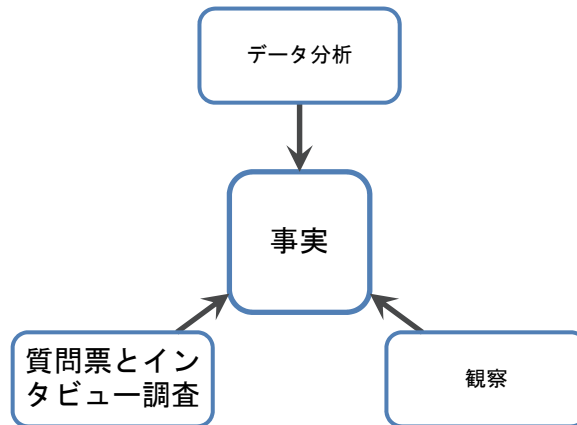 データ分析
事実
質問票とイン
タビュー調査
観察